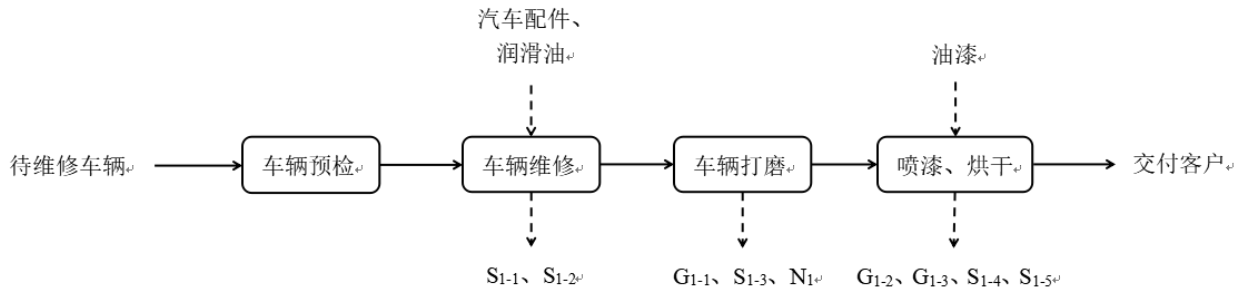 汽车配件、
润滑油
油漆
待维修车辆
车辆预检
车辆维修
车辆打磨
喷漆、烘干
交付客户
S1-1、S1-2
G1-1、S1-3、N1
G1-2、G1-3、S1-4、S1-5